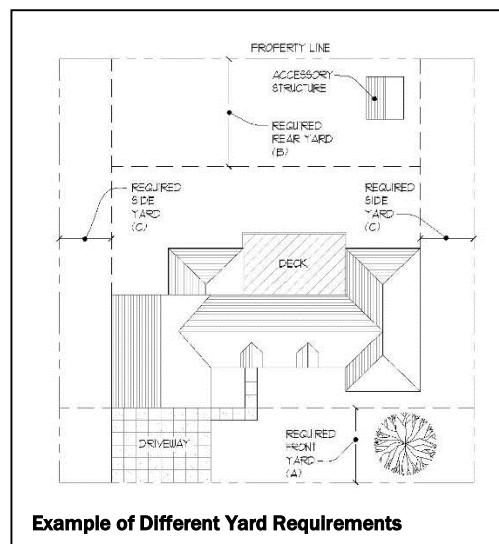 PROPERTY LINE
ACCESSORY
STRUCTURE
REQUIRED
REAR YARD
(B)
REQUIRED
SIDE
YARD
(C)
REQUIRED
SIDE
YARD
(C)
DECK
DRIVEWAY
REQUIRED
FRONT
YARD
(A)
Example of Different Yard Requirements